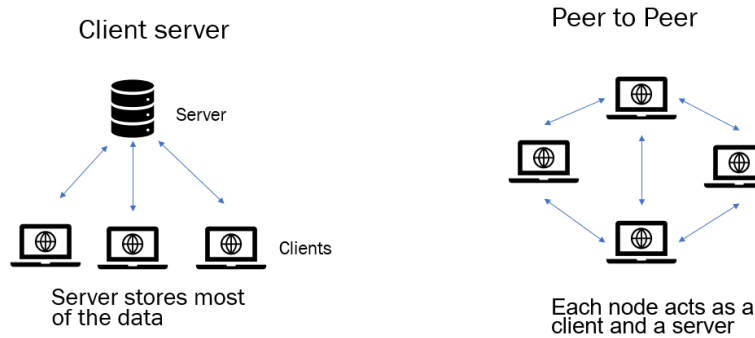 Client server
Server
Clients
Server stores most
of the data
Peer to Peer
Each node acts as a
client and a server